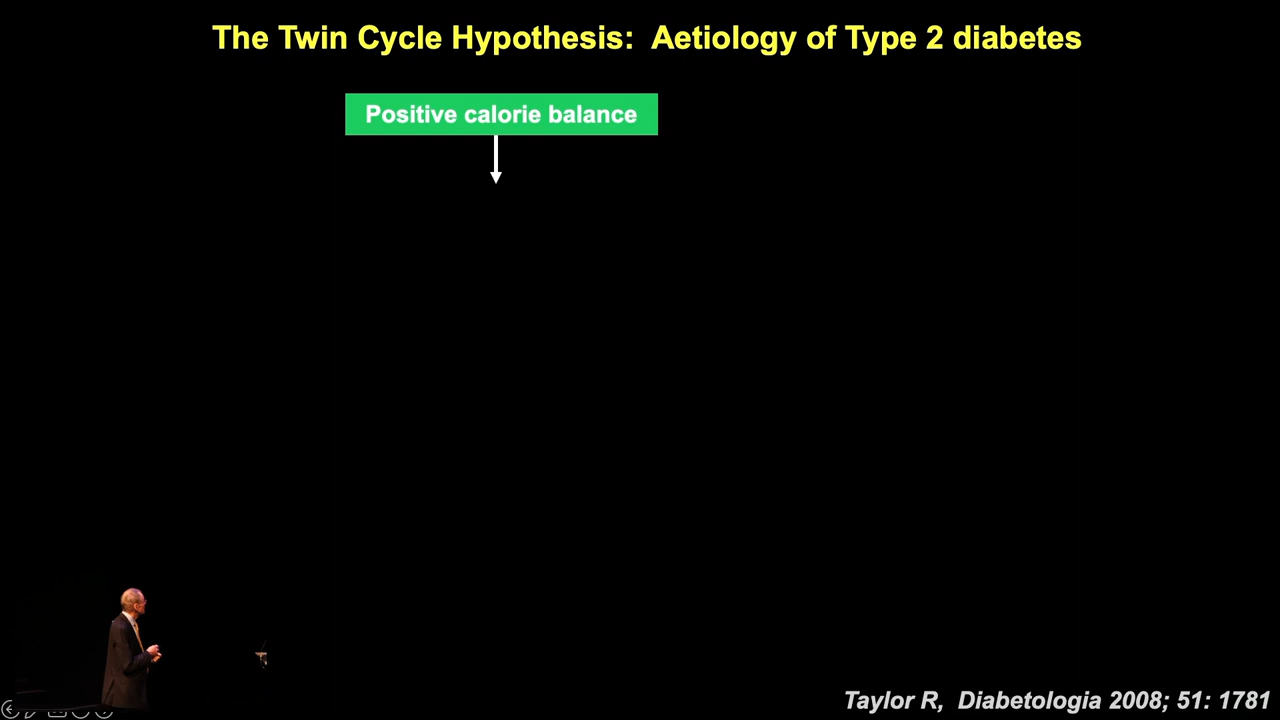 The Twin Cycle Hypothesis: Aetiology of Type 2 diabetes
Positive calorie balance
Taylor R, Diabetologia 2008; 51: 1781